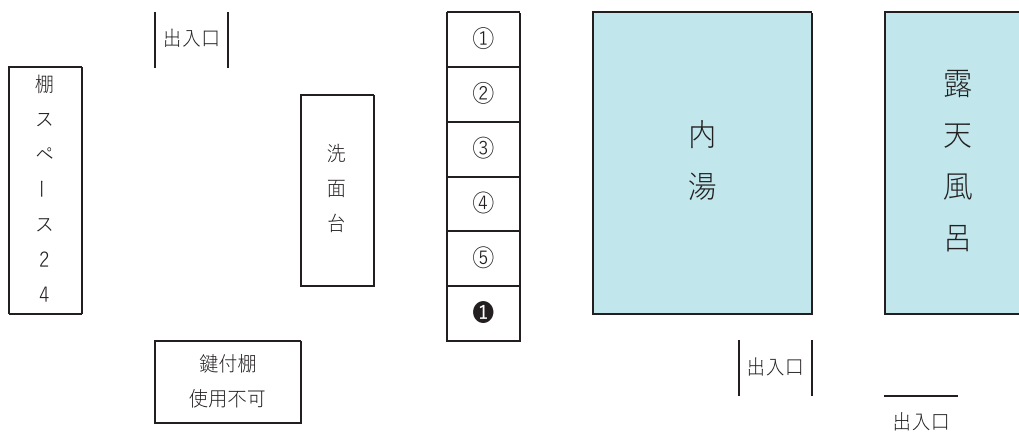 出入口
棚スペース24
洗面台
①
②
③
④
⑤
❶
内湯
露天風呂
鍵付棚
使用不可
出入口
出入口